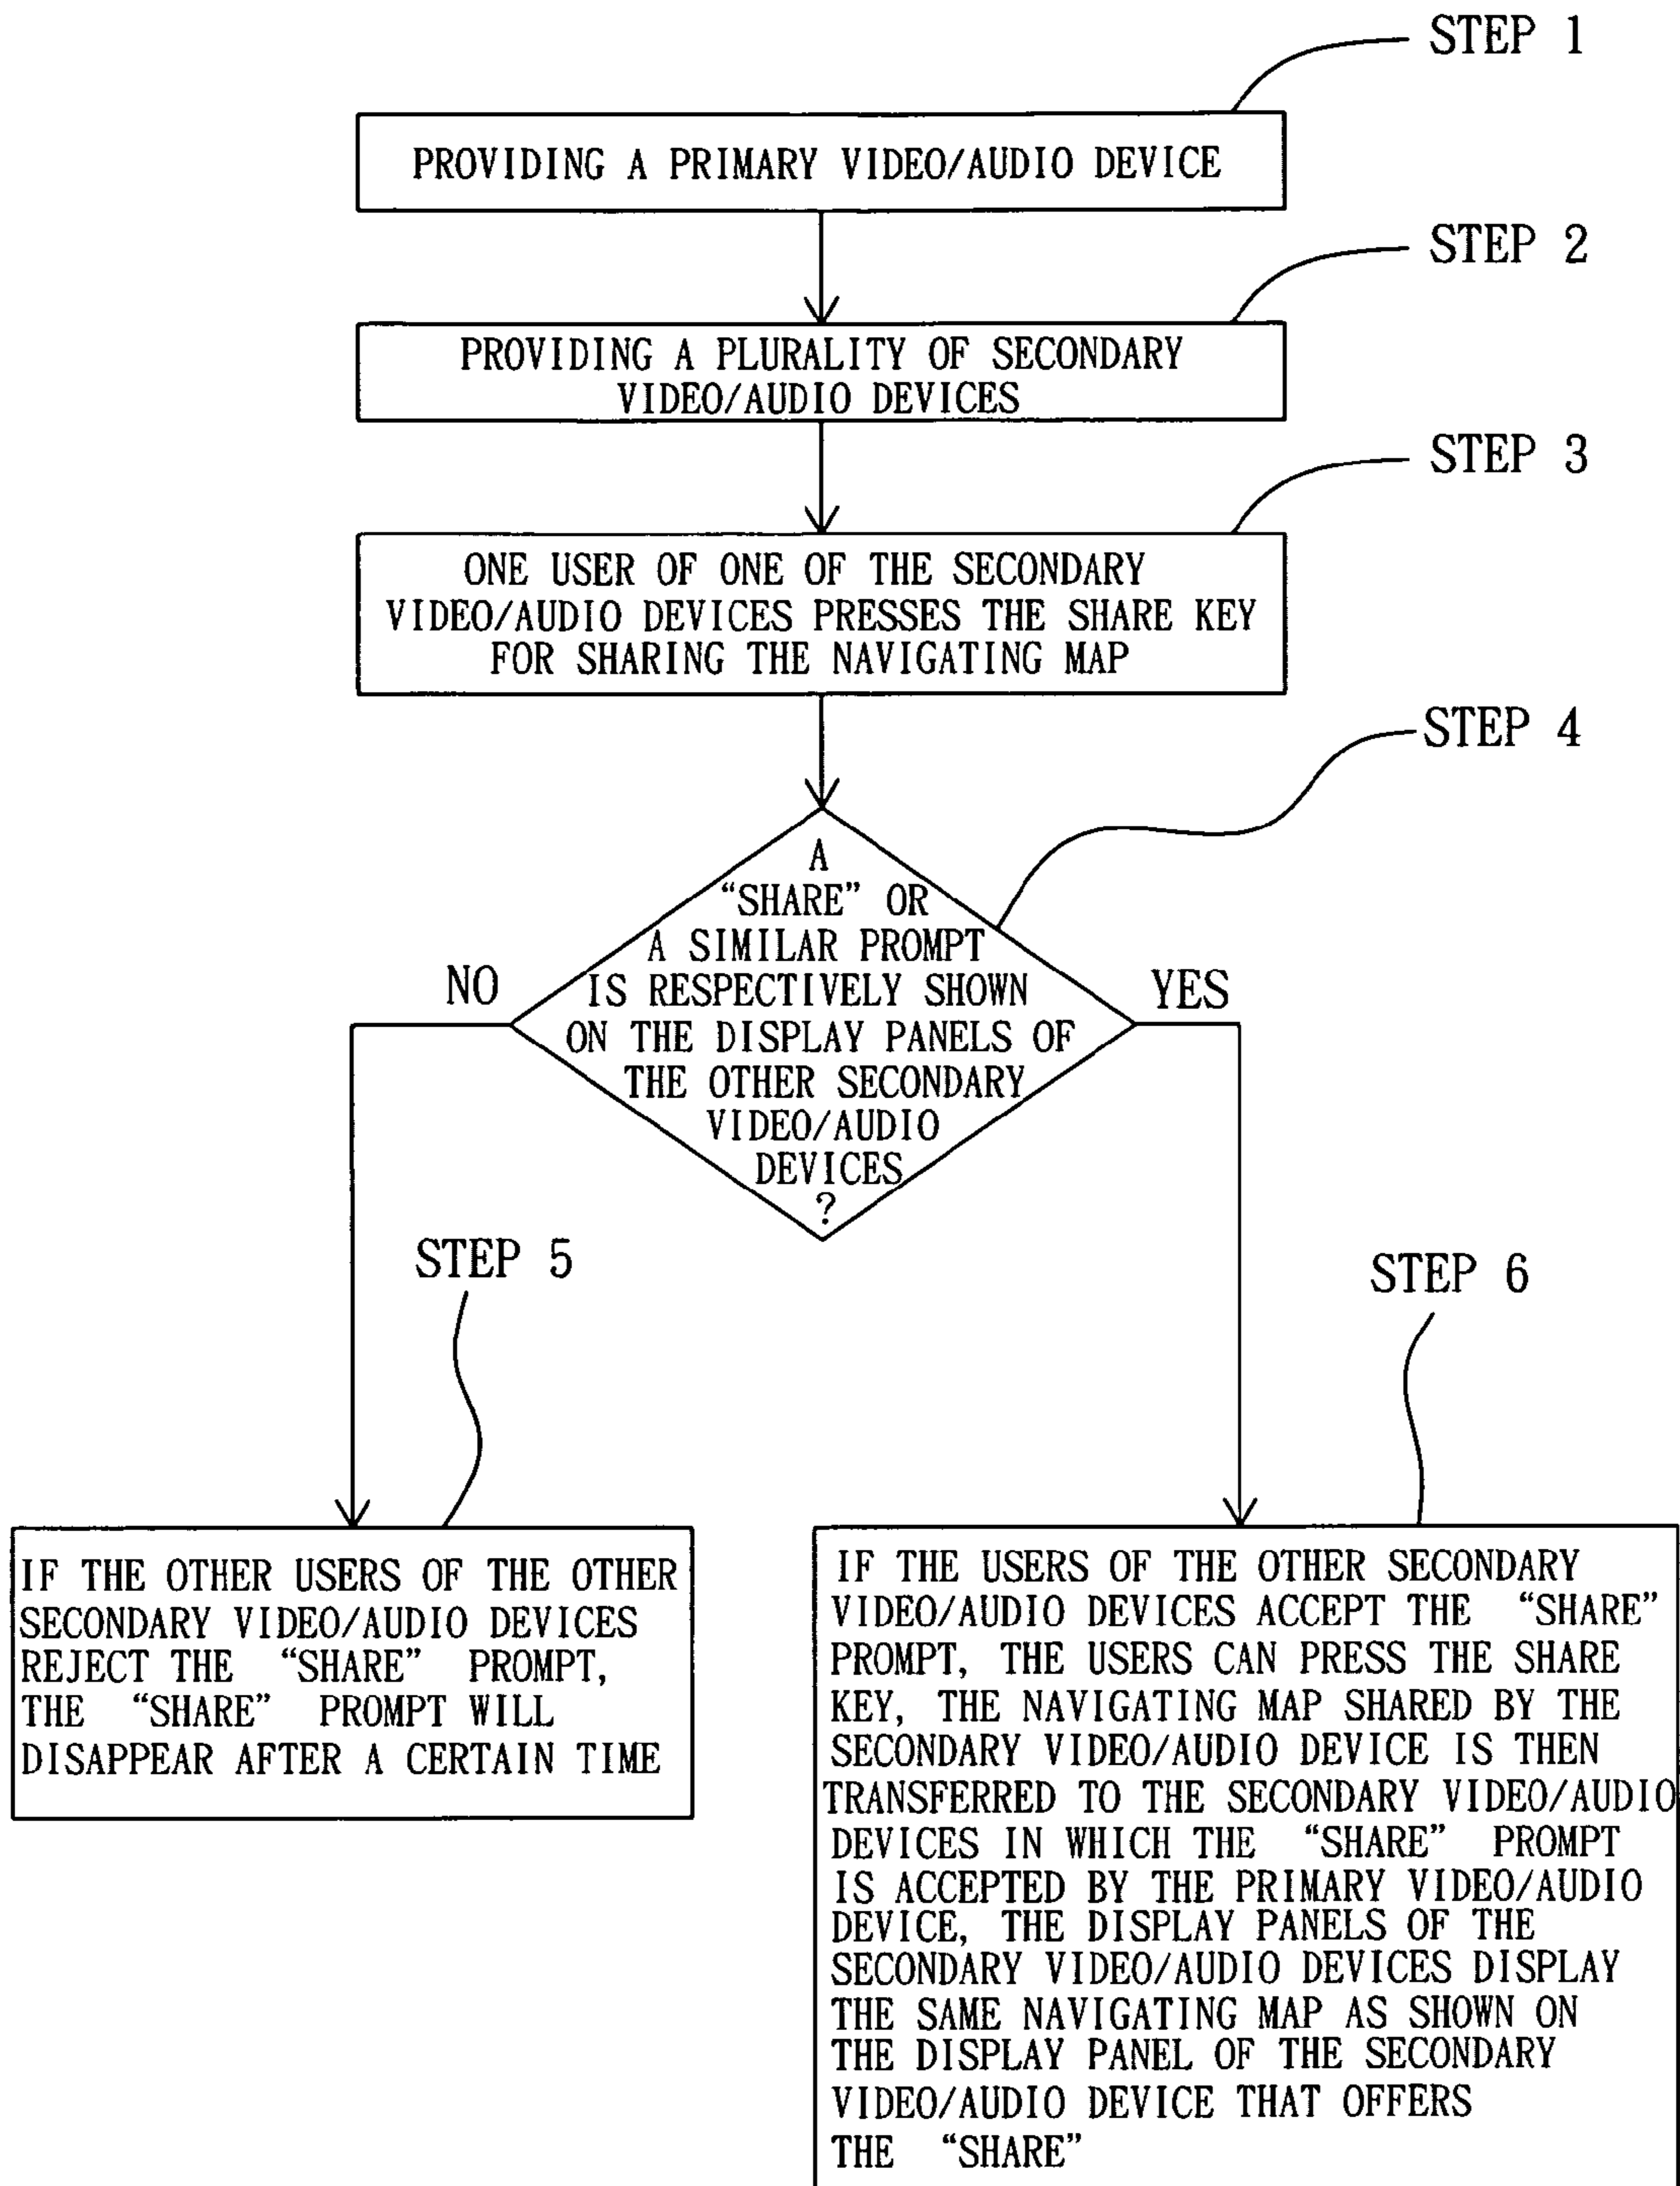 STEP 1
PROVIDING A PRIMARY VIDEO/AUDIO DEVICE
STEP 2
PROVIDING A PLURALITY OF SECONDARY
VIDEO/AUDIO DEVICES
STEP 3
ONE USER OF ONE OF THE SECONDARY
VIDEO/AUDIO DEVICES PRESSES THE SHARE KEY
FOR SHARING THE NAVIGATING MAP
STEP 4
A
“SHARE” OR
A SIMILAR PROMPT
IS RESPECTIVELY SHOWN
ON THE DISPLAY PANELS OF
THE OTHER SECONDARY
VIDEO/AUDIO
DEVICES
?
NO
YES
STEP 5
IF THE OTHER USERS OF THE OTHER
SECONDARY VIDEO/AUDIO DEVICES
REJECT THE “SHARE” PROMPT,
THE “SHARE” PROMPT WILL
DISAPPEAR AFTER A CERTAIN TIME
STEP 6
IF THE USERS OF THE OTHER SECONDARY
VIDEO/AUDIO DEVICES ACCEPT THE “SHARE”
PROMPT, THE USERS CAN PRESS THE SHARE
KEY, THE NAVIGATING MAP SHARED BY THE
SECONDARY VIDEO/AUDIO DEVICE IS THEN
TRANSFERRED TO THE SECONDARY VIDEO/AUDIO
DEVICES IN WHICH THE “SHARE” PROMPT
IS ACCEPTED BY THE PRIMARY VIDEO/AUDIO
DEVICE, THE DISPLAY PANELS OF THE
SECONDARY VIDEO/AUDIO DEVICES DISPLAY
THE SAME NAVIGATING MAP AS SHOWN ON
THE DISPLAY PANEL OF THE SECONDARY
VIDEO/AUDIO DEVICE THAT OFFERS
THE “SHARE”